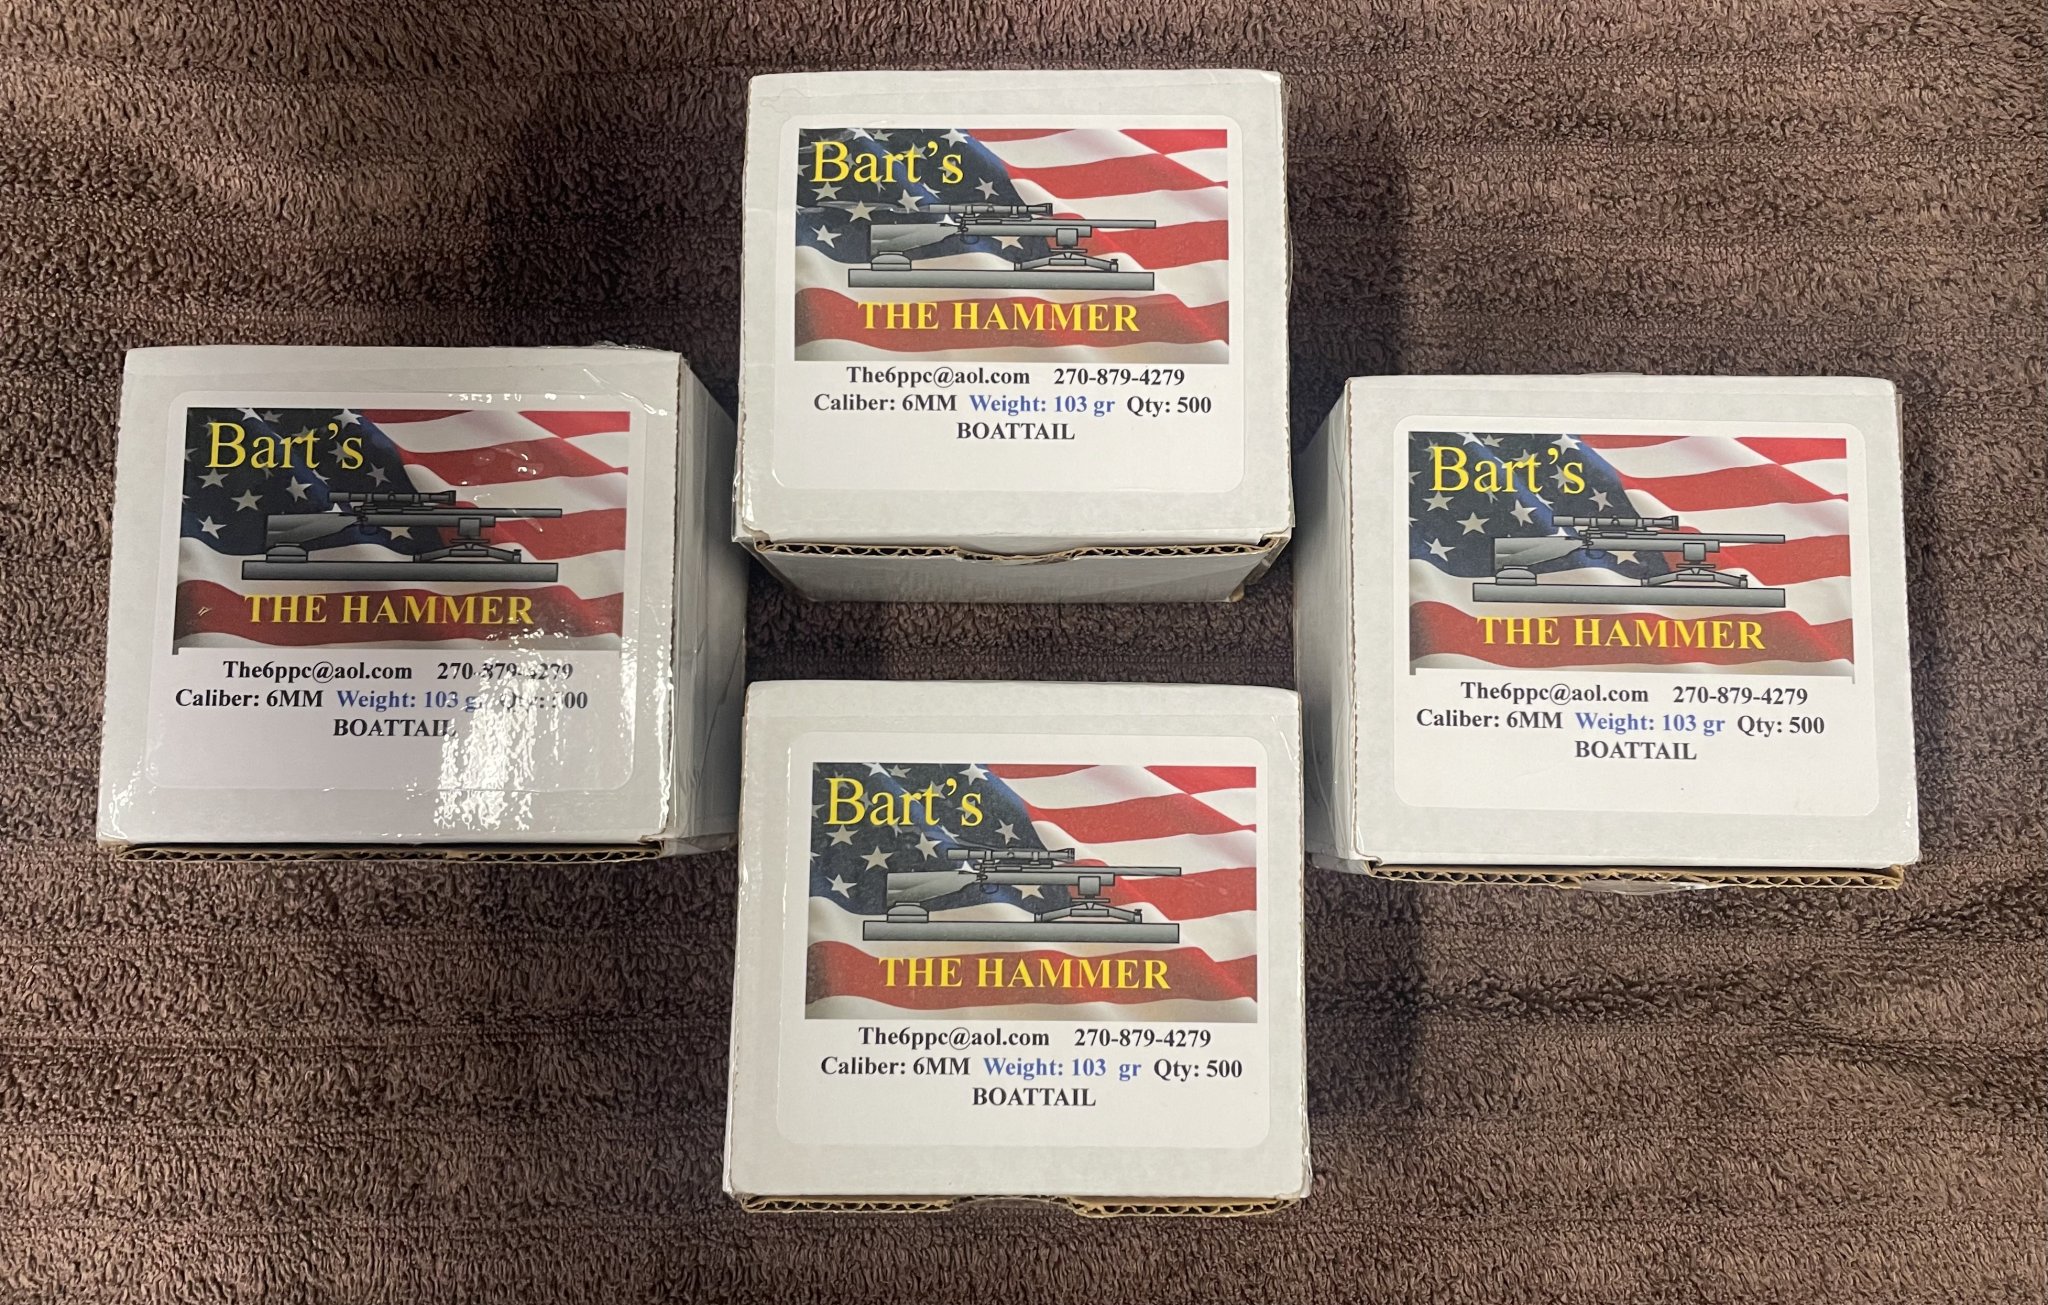 Bart's
THE HAMMER
The6ppc@aol.com 270-879-4279
Caliber: 6MM Weight: 103 gr Qty: 500
BOATTAIL
Bart's
THE HAMMER
The6ppc@aol.com 270-879-4279
Caliber: 6MM Weight: 103 g
BOATTAIL
Bart's
THE HAMMER
The6ppc@aol.com 270-879-4279
Caliber: 6MM Weight: 103 gr Qty: 500
BOATTAIL
Bart's
THE HAMMER
The6ppc@aol.com 270-879-4279
Caliber: 6MM Weight: 103 gr Qty: 500
BOATTAIL